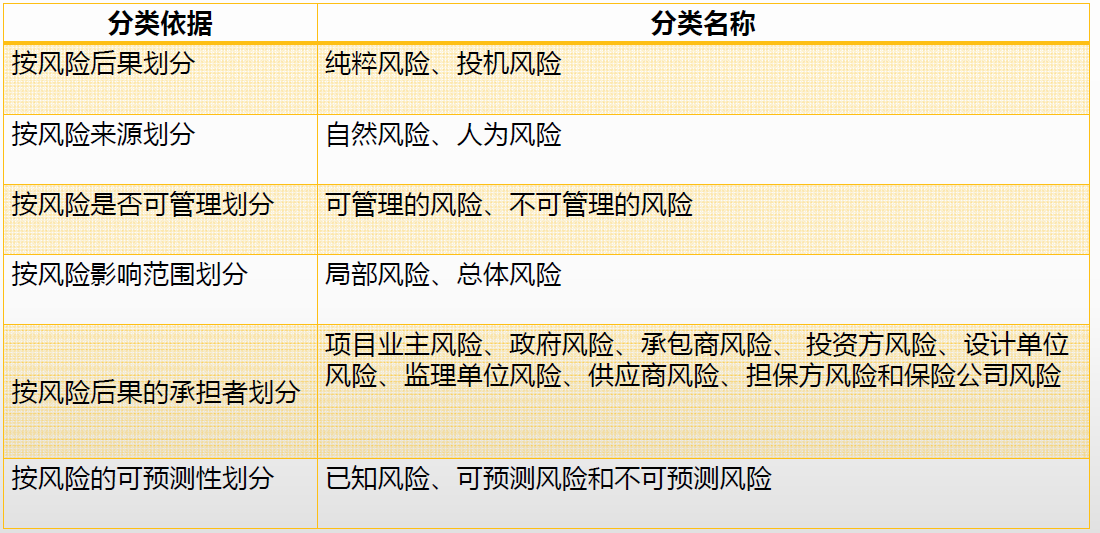 分类依据 分类名称
按风险后果划分 纯粹风险、投机风险
按风险来源划分 自然风险、人为风险
按风险是否可管理划分 可管理的风险、不可管理的风险
按风险影响范围划分 局部风险、总体风险
按风险后果的承担者划分 项目业主风险、政府风险、承包商风险、 投资方风险、设计单位
风险、监理单位风险、供应商风险、担保方风险和保险公司风险
按风险的可预测性划分 已知风险、可预测风险和不可预测风险